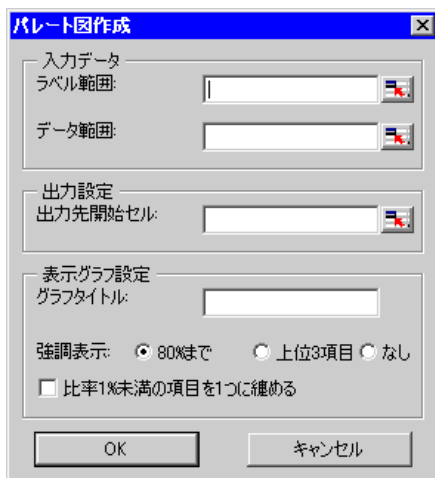 パレート図作成
入力データ
ラベル範囲:
データ範囲:
出力設定
出力先開始セル:
表示グラフ設定
グラフタイトル:
強調表示: 80%まで 上位3項目 なし
比率1%未満の項目を1つに纏める
OK キャンセル